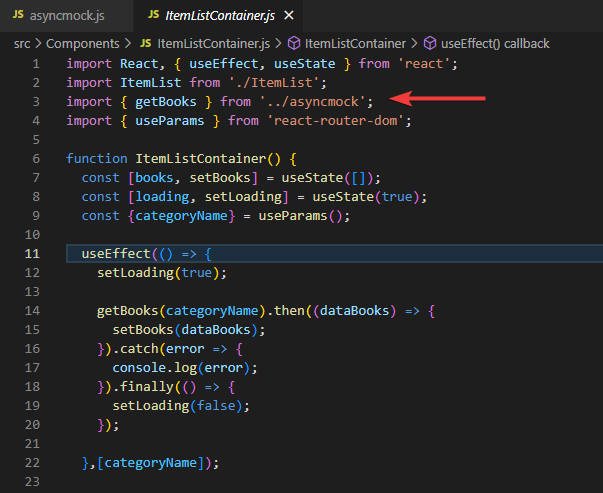 JS asyncmock.js JS ItemListContainer.js ×
src > Components > JS ItemListContainer.js > ItemListContainer > useEffect() callback
1 import React, { useEffect, useState } from 'react';
2 import ItemList from './ItemList';
3 import { getBooks } from '../asyncmock';
4 import { useParams } from 'react-router-dom';
5
6 function ItemListContainer() {
7 const [books, setBooks] = useState([]);
8 const [loading, setLoading] = useState(true);
9 const {categoryName} = useParams();
10
11 useEffect(() => {
12 setLoading(true);
13
14 getBooks(categoryName).then((dataBooks) => {
15 setBooks(dataBooks);
16 }).catch(error => {
17 console.log(error);
18 }).finally(() => {
19 setLoading(false);
20 });
21
22 },[categoryName]);
23